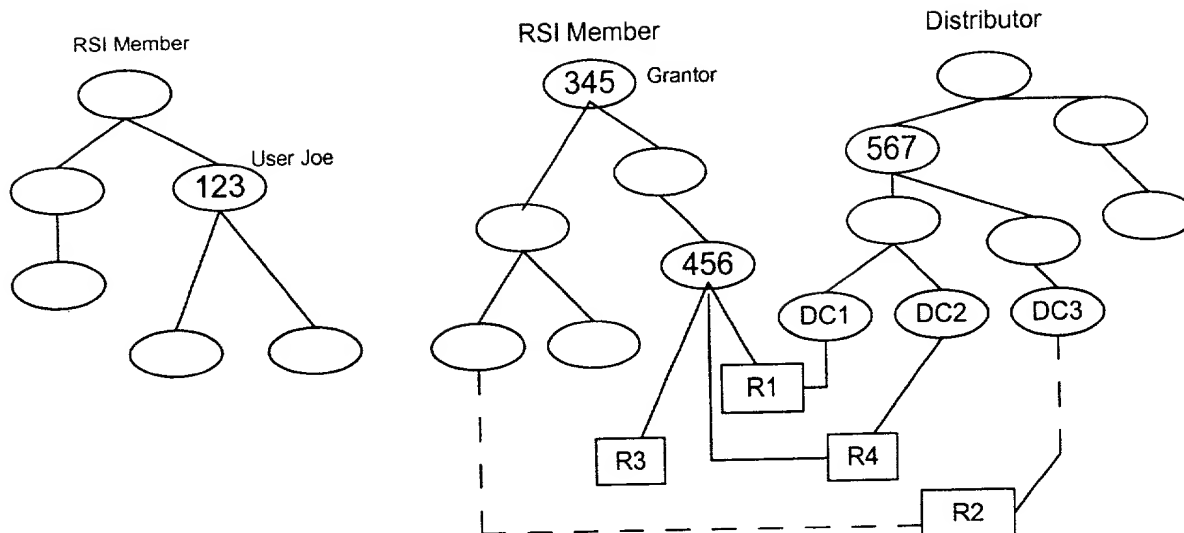 RSI Member
User Joe
123
RSI Member
345
Grantor
456
Distributor
567
DC1
DC2
DC3
R1
R3
R4
R2